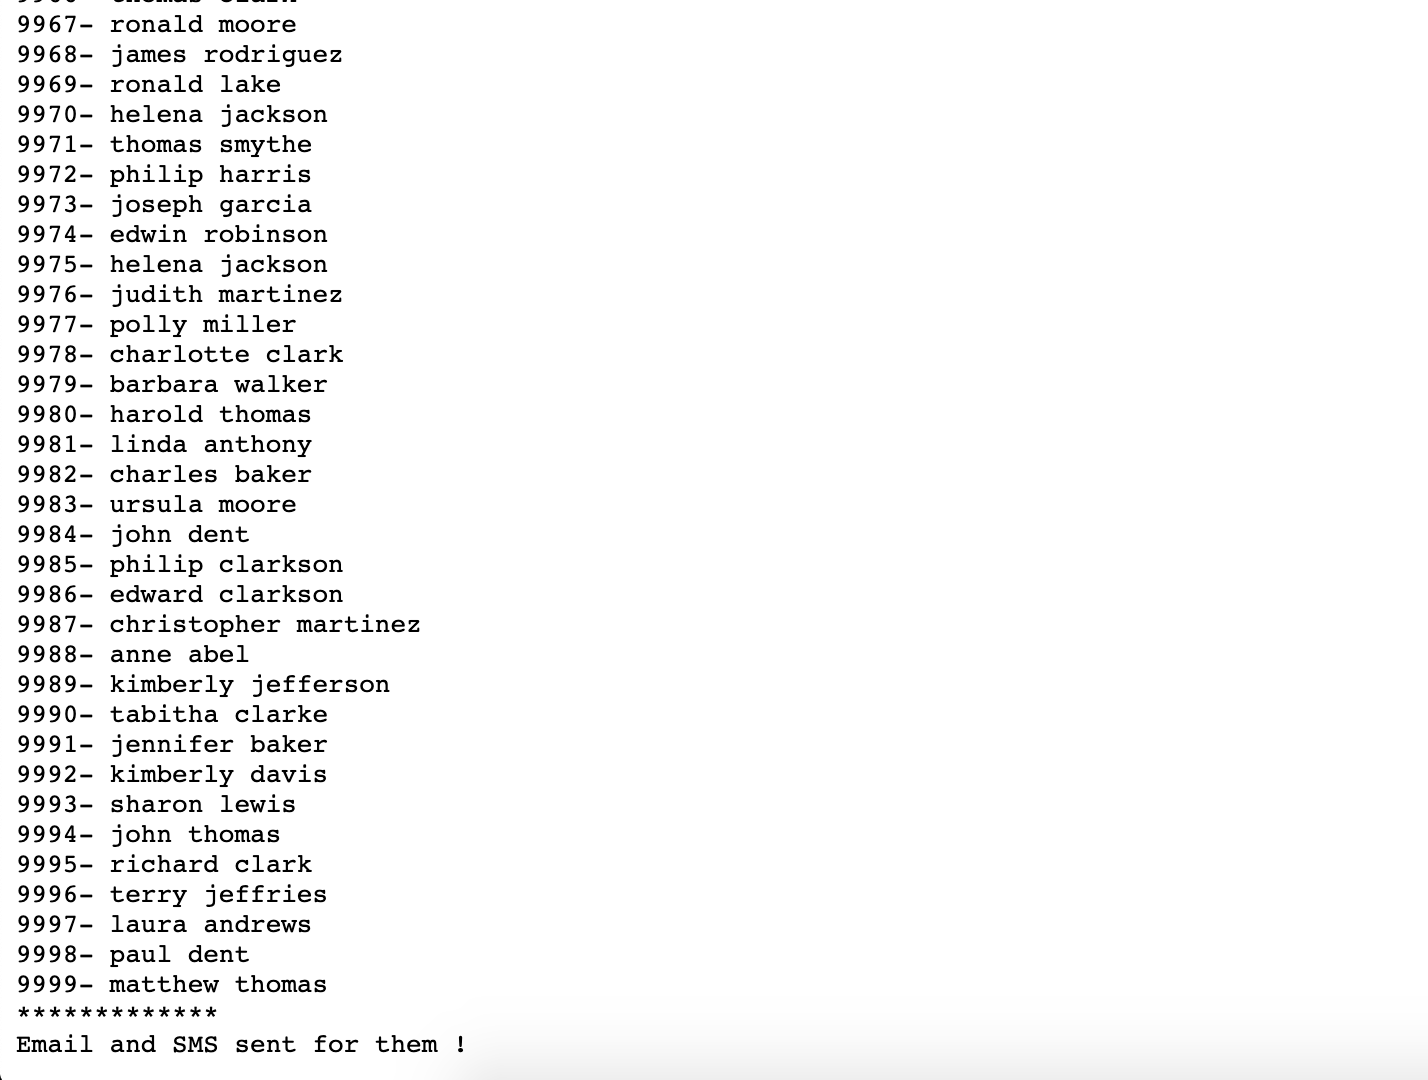 9967- ronald moore
9968- james rodriguez
9969- ronald lake
9970- helena jackson
9971- thomas smythe
9972- philip harris
9973- joseph garcia
9974- edwin robinson
9975- helena jackson
9976- judith martinez
9977- polly miller
9978- charlotte clark
9979- barbara walker
9980- harold thomas
9981- linda anthony
9982- charles baker
9983- ursula moore
9984- john dent
9985- philip clarkson
9986- edward clarkson
9987- christopher martinez
9988- anne abel
9989- kimberly jefferson
9990- tabitha clarke
9991- jennifer baker
9992- kimberly davis
9993- sharon lewis
9994- john thomas
9995- richard clark
9996- terry jeffries
9997- laura andrews
9998- paul dent
9999- matthew thomas
*************
Email and SMS sent for them !